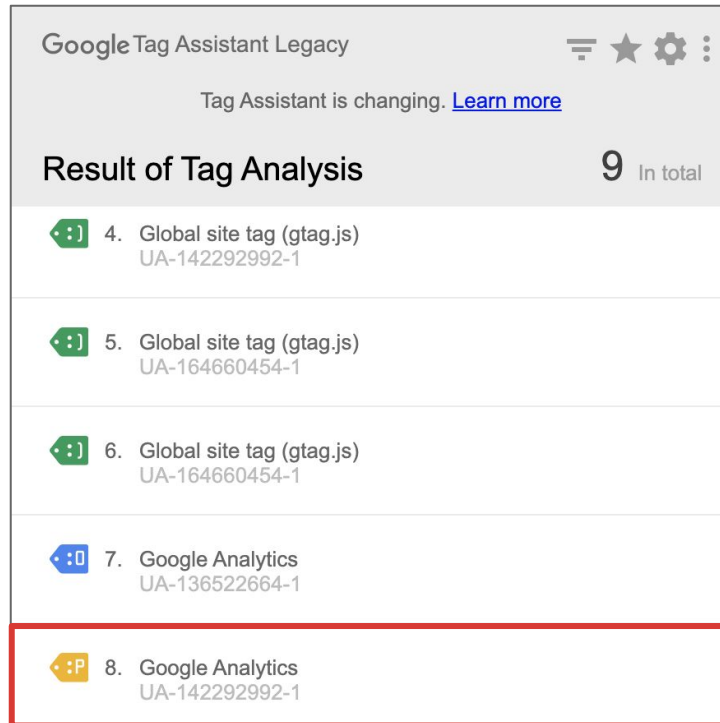 Google Tag Assistant Legacy
Tag Assistant is changing. Learn more
Result of Tag Analysis 9 In total
4. Global site tag (gtag.js)
UA-142292992-1
5. Global site tag (gtag.js)
UA-164660454-1
6. Global site tag (gtag.js)
UA-164660454-1
7. Google Analytics
UA-136522664-1
8. Google Analytics
UA-142292992-1